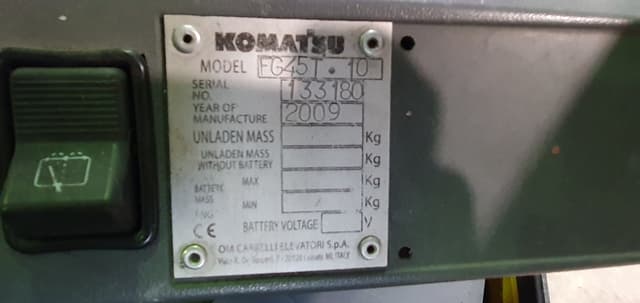 KOMATSU
MODEL FG45T-10
SERIAL NO. 133180
YEAR OF MANUFACTURE 2009
UNLADEN MASS Kg
UNLADEN MASS WITHOUT BATTERY Kg
BATTERY MASS MAX Kg
MIN Kg
CE BATTERY VOLTAGE V
OM CARRELLI ELEVATORI S.p.A.
ITALY